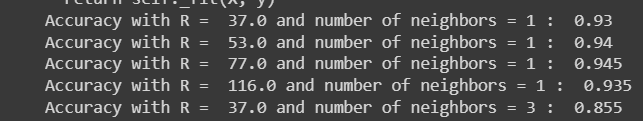 return self._fit(X, y)
Accuracy with R =  37.0 and number of neighbors = 1 :  0.93
Accuracy with R =  53.0 and number of neighbors = 1 :  0.94
Accuracy with R =  77.0 and number of neighbors = 1 :  0.945
Accuracy with R =  116.0 and number of neighbors = 1 :  0.935
Accuracy with R =  37.0 and number of neighbors = 3 :  0.855